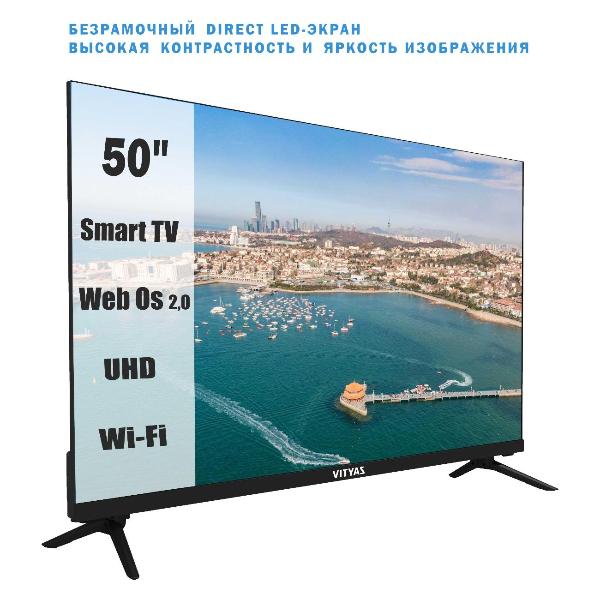 БЕЗРАМОЧНЫЙ DIRECT LED-ЭКРАН
ВЫСОКАЯ КОНТРАСТНОСТЬ И ЯРКОСТЬ ИЗОБРАЖЕНИЯ
50"
Smart TV
Web Os 2,0
UHD
Wi-Fi
VITYAS